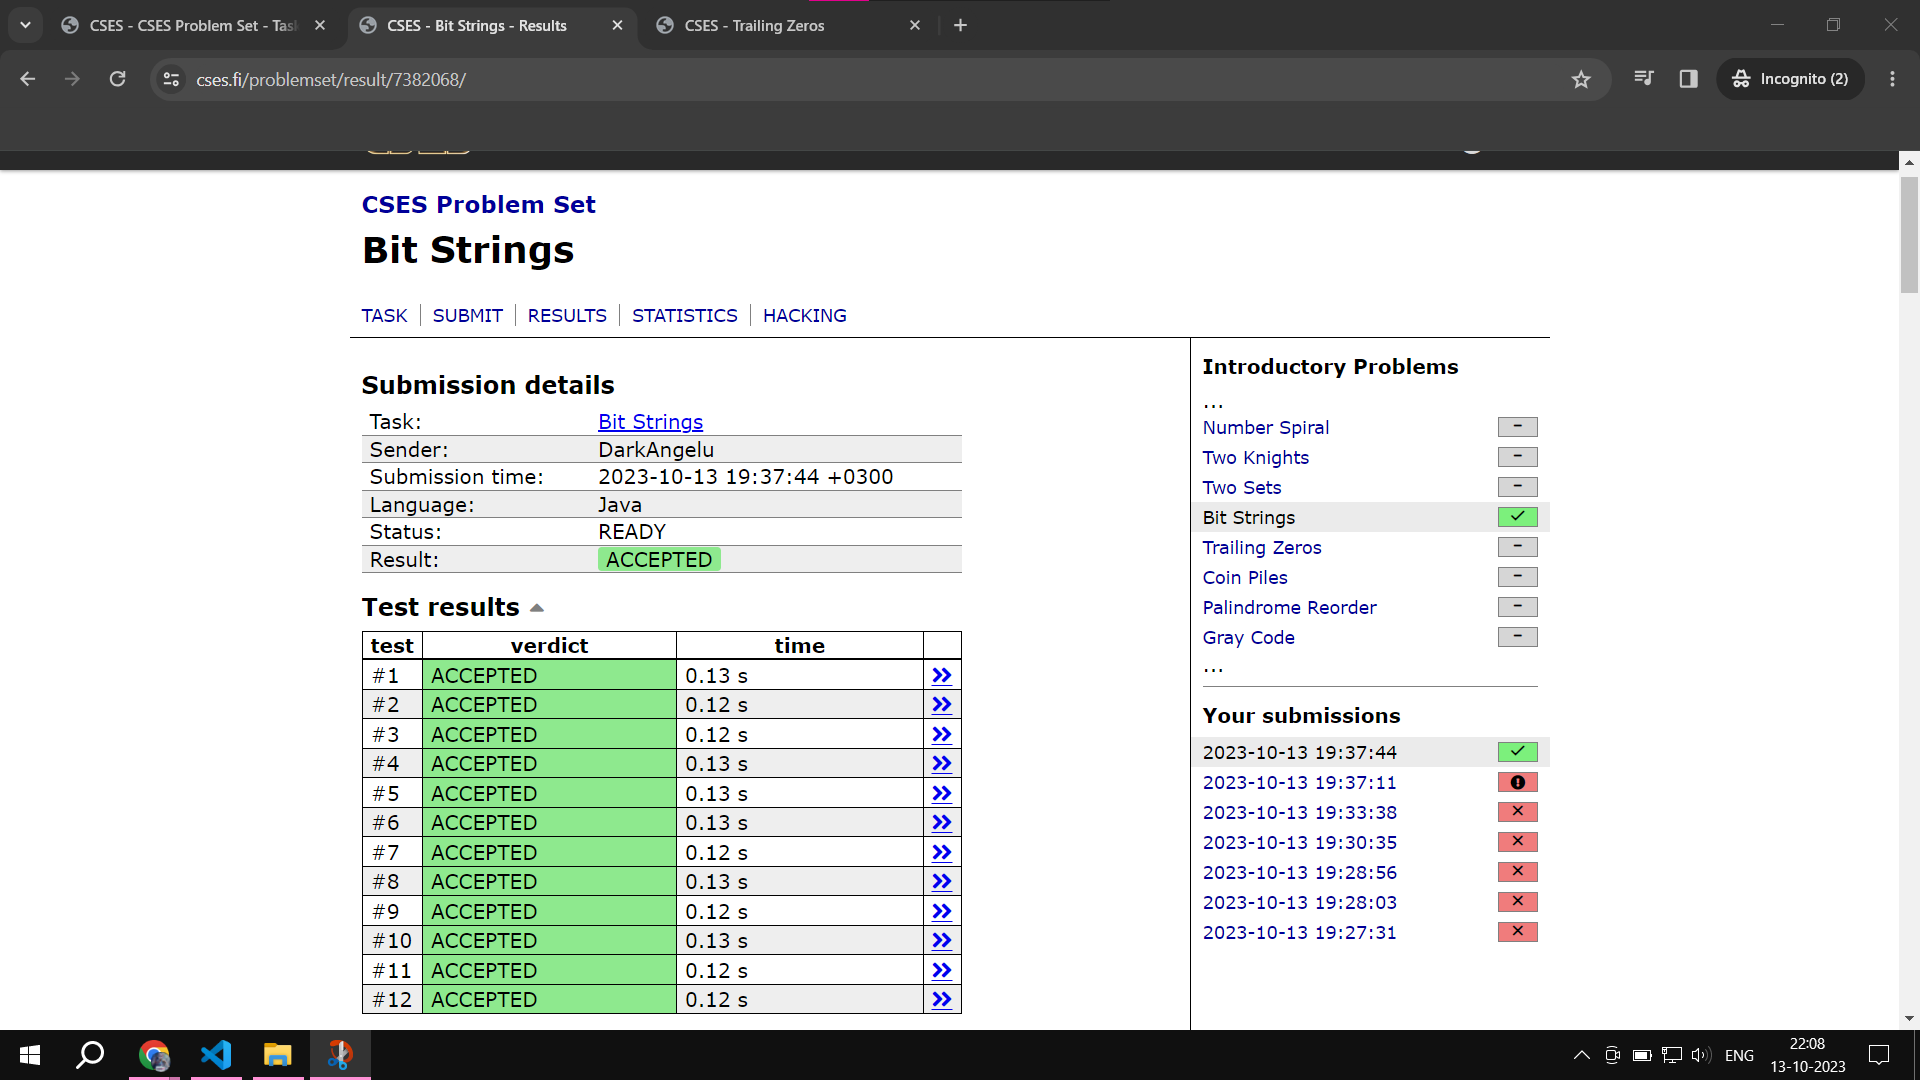 CSES - CSES Problem Set - Tas
CSES - Bit Strings - Results
CSES - Trailing Zeros
cses.fi/problemset/result/7382068/
Incognito (2)
CSES Problem Set
Bit Strings
TASK SUBMIT RESULTS STATISTICS HACKING
Submission details
Task: Bit Strings
Sender: DarkAngelu
Submission time: 2023-10-13 19:37:44 +0300
Language: Java
Status: READY
Result: ACCEPTED
Test results
test verdict time
#1 ACCEPTED 0.13 s
#2 ACCEPTED 0.12 s
#3 ACCEPTED 0.12 s
#4 ACCEPTED 0.13 s
#5 ACCEPTED 0.13 s
#6 ACCEPTED 0.13 s
#7 ACCEPTED 0.12 s
#8 ACCEPTED 0.13 s
#9 ACCEPTED 0.12 s
#10 ACCEPTED 0.13 s
#11 ACCEPTED 0.12 s
#12 ACCEPTED 0.12 s
Introductory Problems
...
Number Spiral -
Two Knights -
Two Sets -
Bit Strings
Trailing Zeros -
Coin Piles -
Palindrome Reorder -
Gray Code -
...
Your submissions
2023-10-13 19:37:44
2023-10-13 19:37:11
2023-10-13 19:33:38
2023-10-13 19:30:35
2023-10-13 19:28:56
2023-10-13 19:28:03
2023-10-13 19:27:31
ENG
22:08
13-10-2023